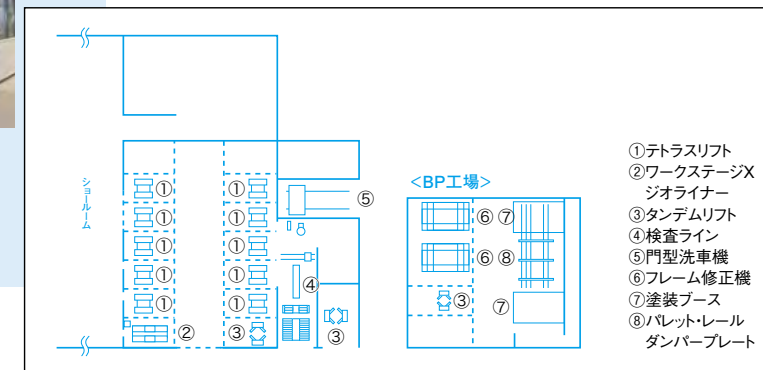 ショールーム
① ①
① ①
① ①
① ①
① ①
② ③
⑤
④
③
<BP工場>
⑥ ⑦
⑥ ⑧
③
⑦
①テトラスリフト
②ワークステージX
ジオライナー
③タンデムリフト
④検査ライン
⑤門型洗車機
⑥フレーム修正機
⑦塗装ブース
⑧パレット・レール
ダンパープレート